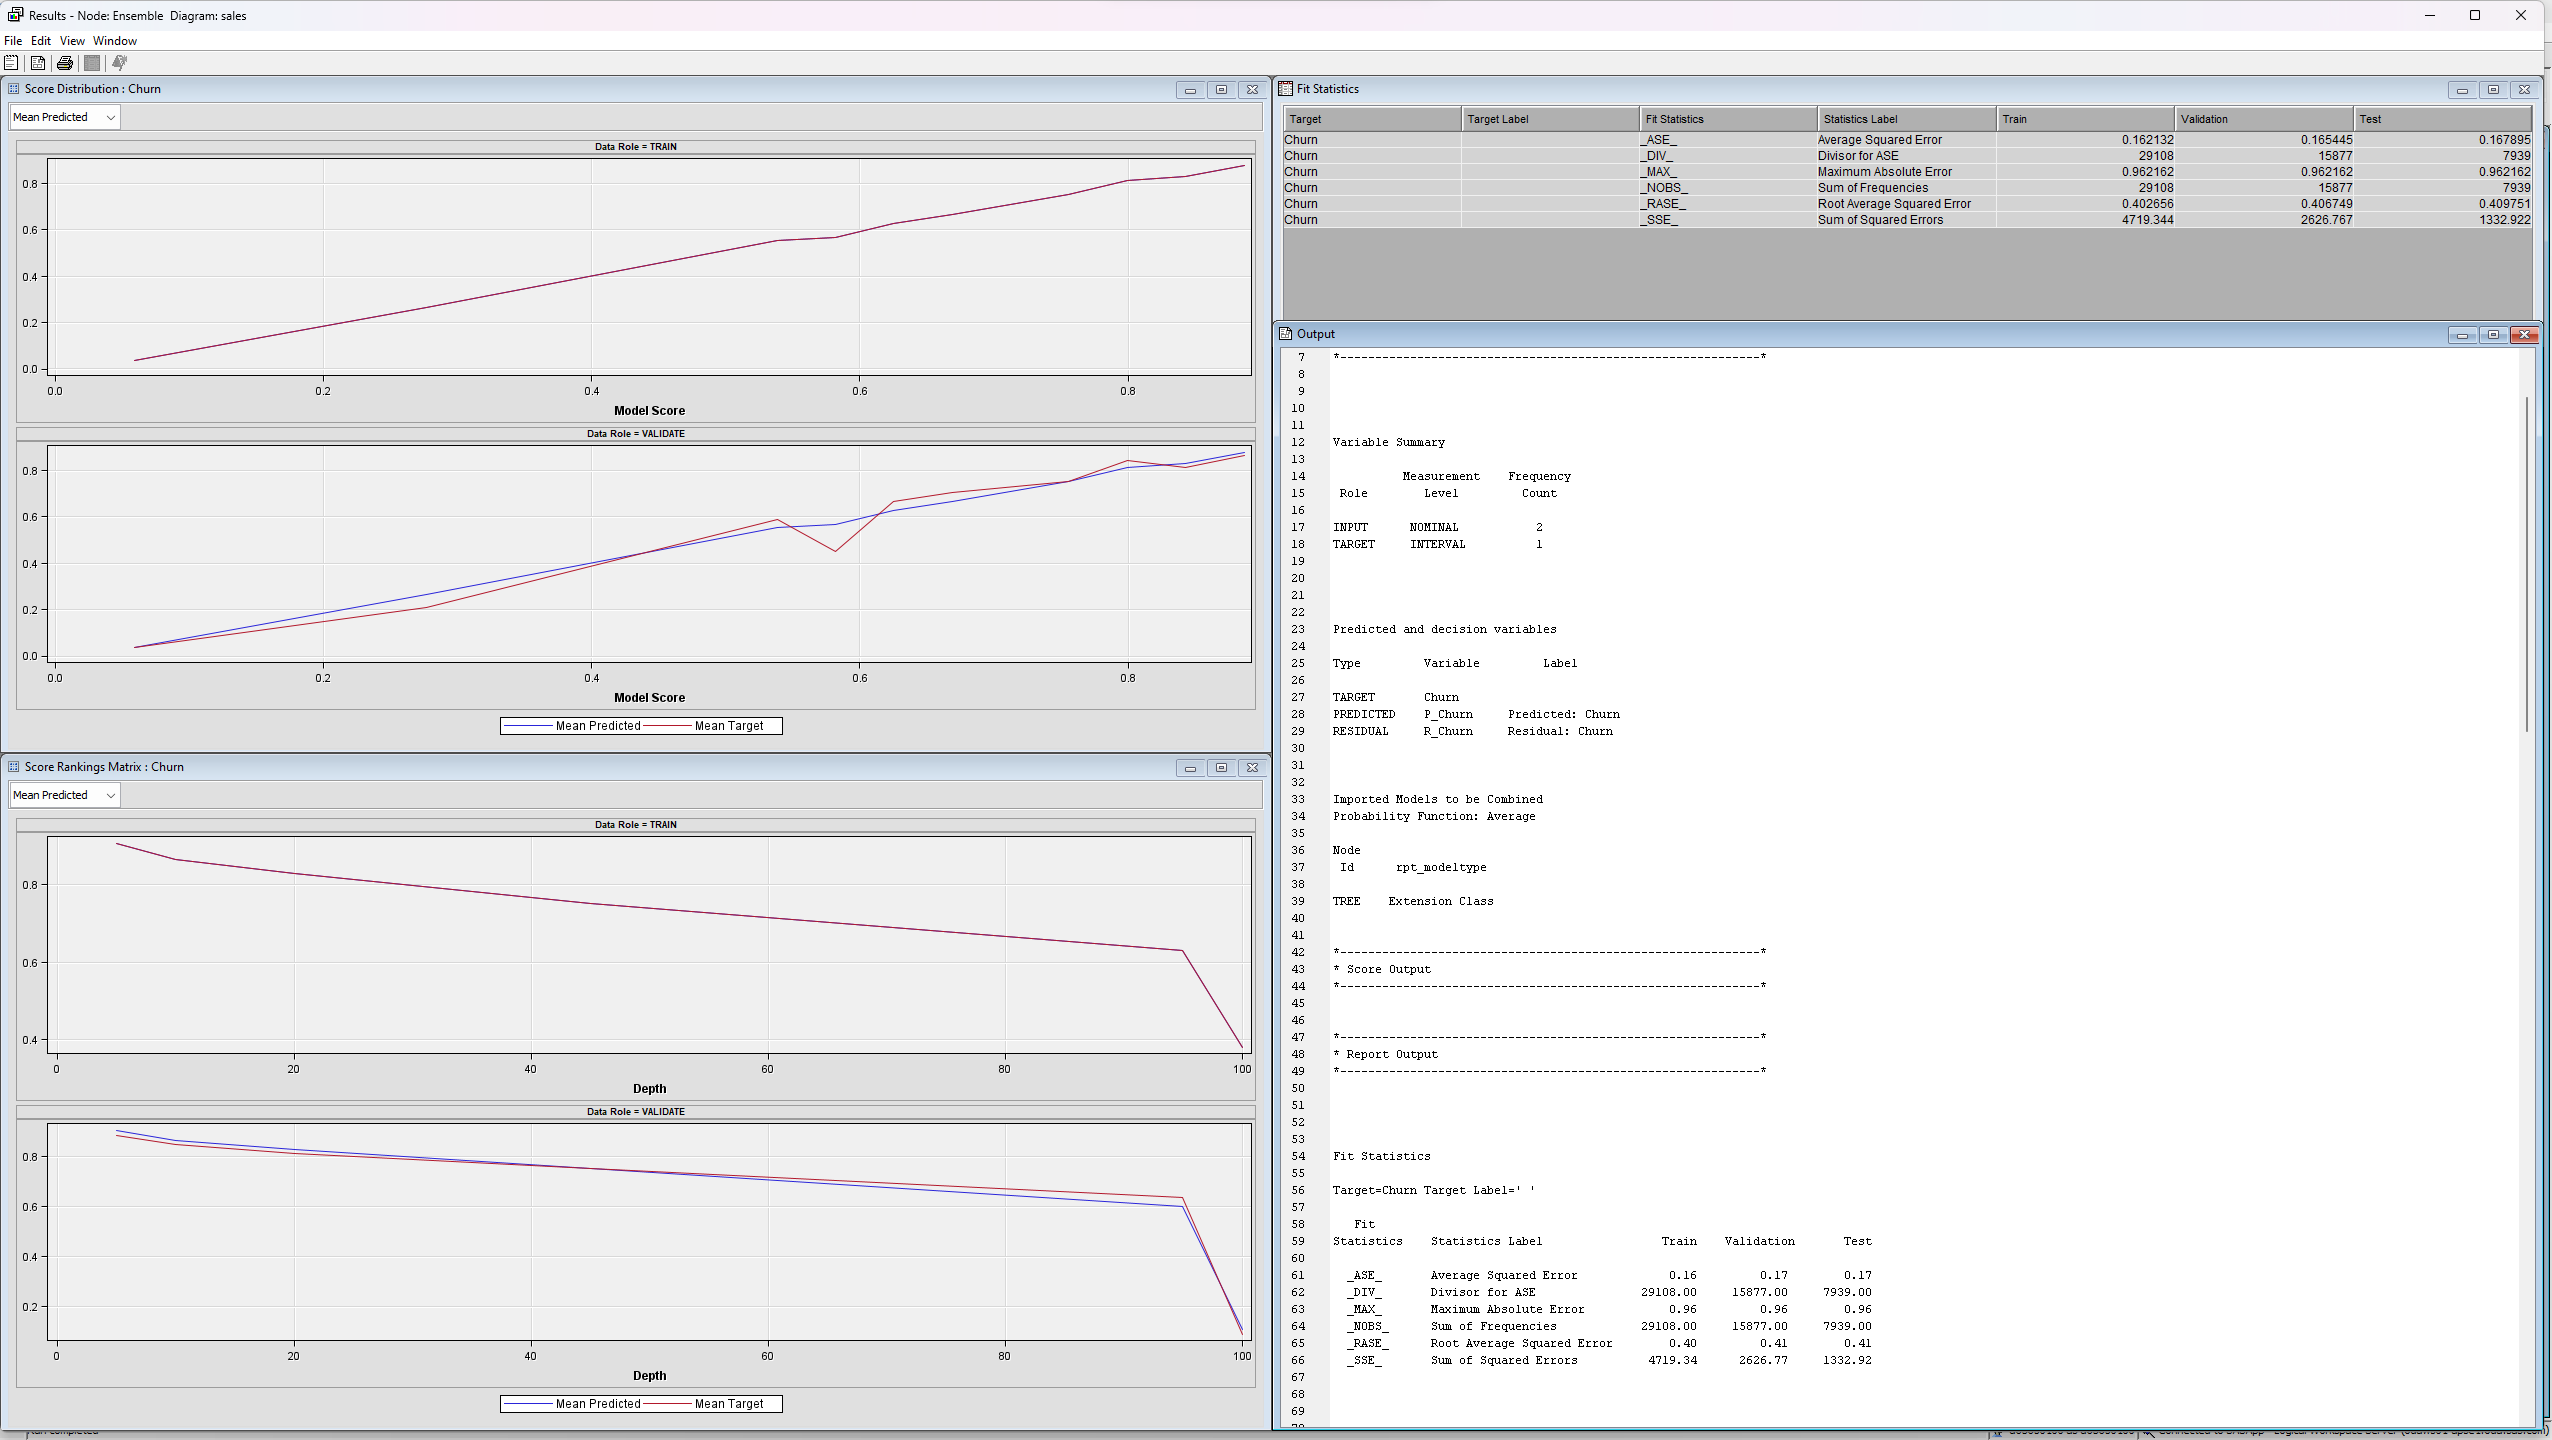 Results - Node: Ensemble  Diagram: sales
File Edit View Window
Score Distribution : Churn
Mean Predicted
Data Role = TRAIN
0.8
0.6
0.4
0.2
0.0
0.0 0.2 0.4 0.6 0.8
Model Score
Data Role = VALIDATE
0.8
0.6
0.4
0.2
0.0
0.0 0.2 0.4 0.6 0.8
Model Score
Mean Predicted Mean Target
Score Rankings Matrix : Churn
Mean Predicted
Data Role = TRAIN
0.8
0.6
0.4
0 20 40 60 80 100
Depth
Data Role = VALIDATE
0.8
0.6
0.4
0.2
0 20 40 60 80 100
Depth
Mean Predicted Mean Target
Fit Statistics
Target Target Label Fit Statistics Statistics Label Train Validation Test
Churn _ASE_ Average Squared Error 0.162132 0.165445 0.167895
Churn _DIV_ Divisor for ASE 29108 15877 7939
Churn _MAX_ Maximum Absolute Error 0.962162 0.962162 0.962162
Churn _NOBS_ Sum of Frequencies 29108 15877 7939
Churn _RASE_ Root Average Squared Error 0.402656 0.406749 0.409751
Churn _SSE_ Sum of Squared Errors 4719.344 2626.767 1332.922
Output
7 *------------------------------------------------------------*
8
9
10
11
12 Variable Summary
13
14 Measurement Frequency
15 Role Level Count
16
17 INPUT NOMINAL 2
18 TARGET INTERVAL 1
19
20
21
22
23 Predicted and decision variables
24
25 Type Variable Label
26
27 TARGET Churn
28 PREDICTED P_Churn Predicted: Churn
29 RESIDUAL R_Churn Residual: Churn
30
31
32
33 Imported Models to be Combined
34 Probability Function: Average
35
36 Node
37 Id rpt_modeltype
38
39 TREE Extension Class
40
41
42 *------------------------------------------------------------*
43 * Score Output
44 *------------------------------------------------------------*
45
46
47 *------------------------------------------------------------*
48 * Report Output
49 *------------------------------------------------------------*
50
51
52
53
54 Fit Statistics
55
56 Target=Churn Target Label=' '
57
58 Fit
59 Statistics Statistics Label Train Validation Test
60
61 _ASE_ Average Squared Error 0.16 0.17 0.17
62 _DIV_ Divisor for ASE 29108.00 15877.00 7939.00
63 _MAX_ Maximum Absolute Error 0.96 0.96 0.96
64 _NOBS_ Sum of Frequencies 29108.00 15877.00 7939.00
65 _RASE_ Root Average Squared Error 0.40 0.41 0.41
66 _SSE_ Sum of Squared Errors 4719.34 2626.77 1332.92
67
68
69